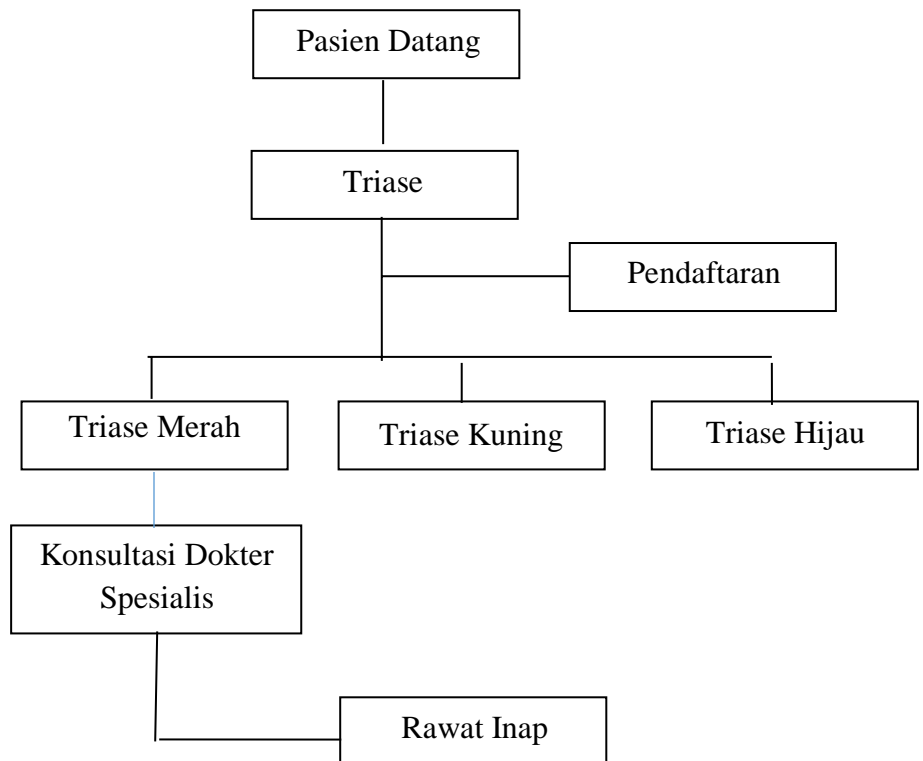 Pasien Datang
Triase
Pendaftaran
Triase Merah
Triase Kuning
Triase Hijau
Konsultasi Dokter
Spesialis
Rawat Inap